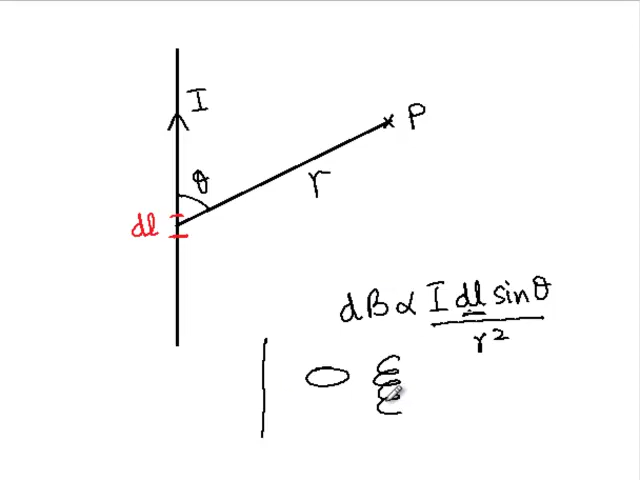 I
P
θ
r
dl
dB ∝ I dl sinθ
r²